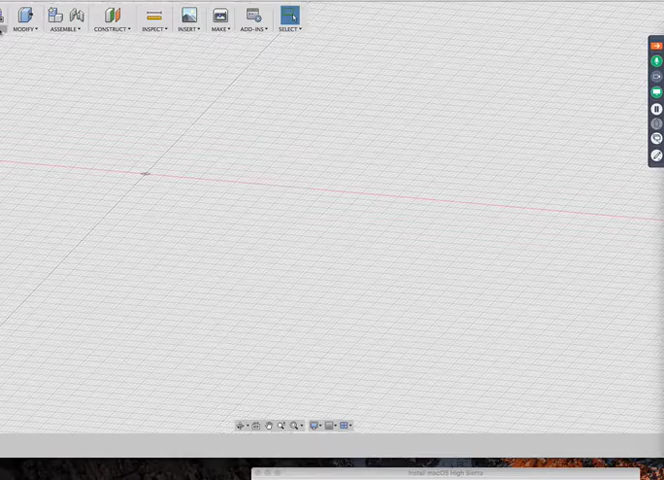 MODIFY ASSEMBLE CONSTRUCT INSPECT INSERT MAKE ADD-INS SELECT
Install macOS High Sierra